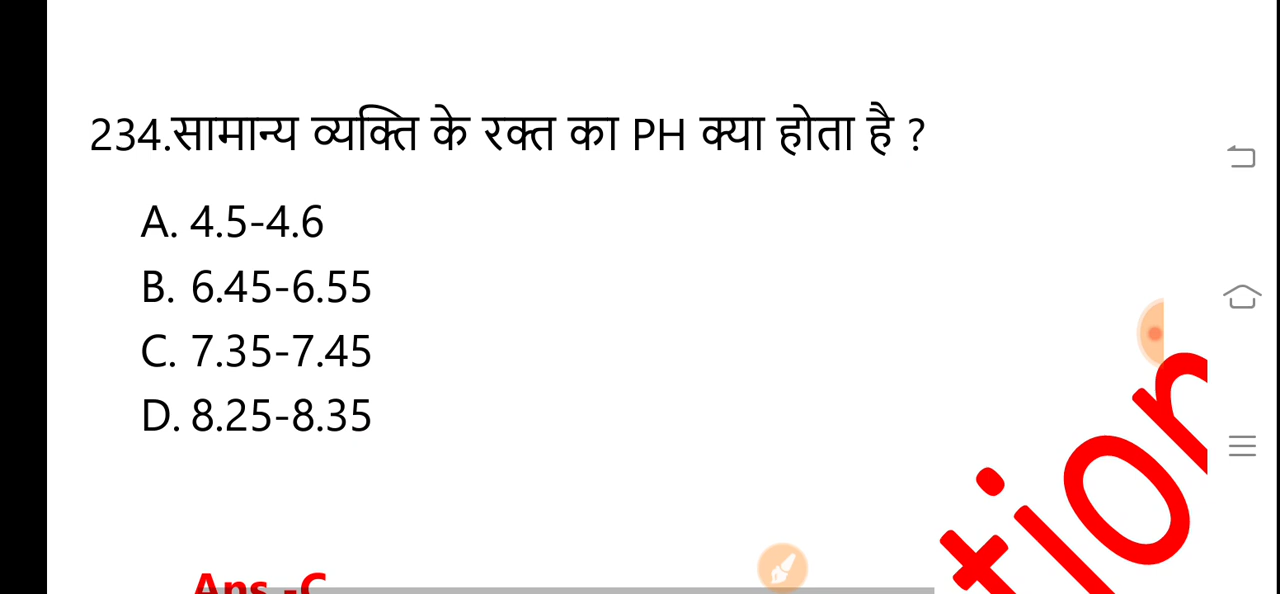 234.सामान्य व्यक्ति के रक्त का PH क्या होता है ?
A. 4.5-4.6
B. 6.45-6.55
C. 7.35-7.45
D. 8.25-8.35
Ans -C
tion